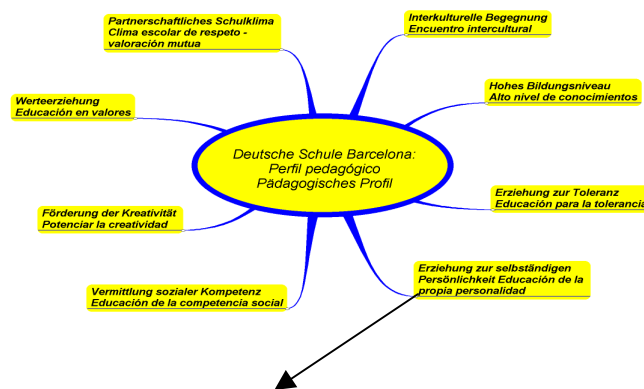 Partnerschaftliches Schulklima
Clima escolar de respeto -
valoración mutua
Interkulturelle Begegnung
Encuentro intercultural
Werteerziehung
Educación en valores
Hohes Bildungsniveau
Alto nivel de conocimientos
Deutsche Schule Barcelona:
Perfil pedagógico
Pädagogisches Profil
Förderung der Kreativität
Potenciar la creatividad
Erziehung zur Toleranz
Educación para la tolerancia
Vermittlung sozialer Kompetenz
Educación de la competencia social
Erziehung zur selbständigen
Persönlichkeit Educación de la
propia personalidad